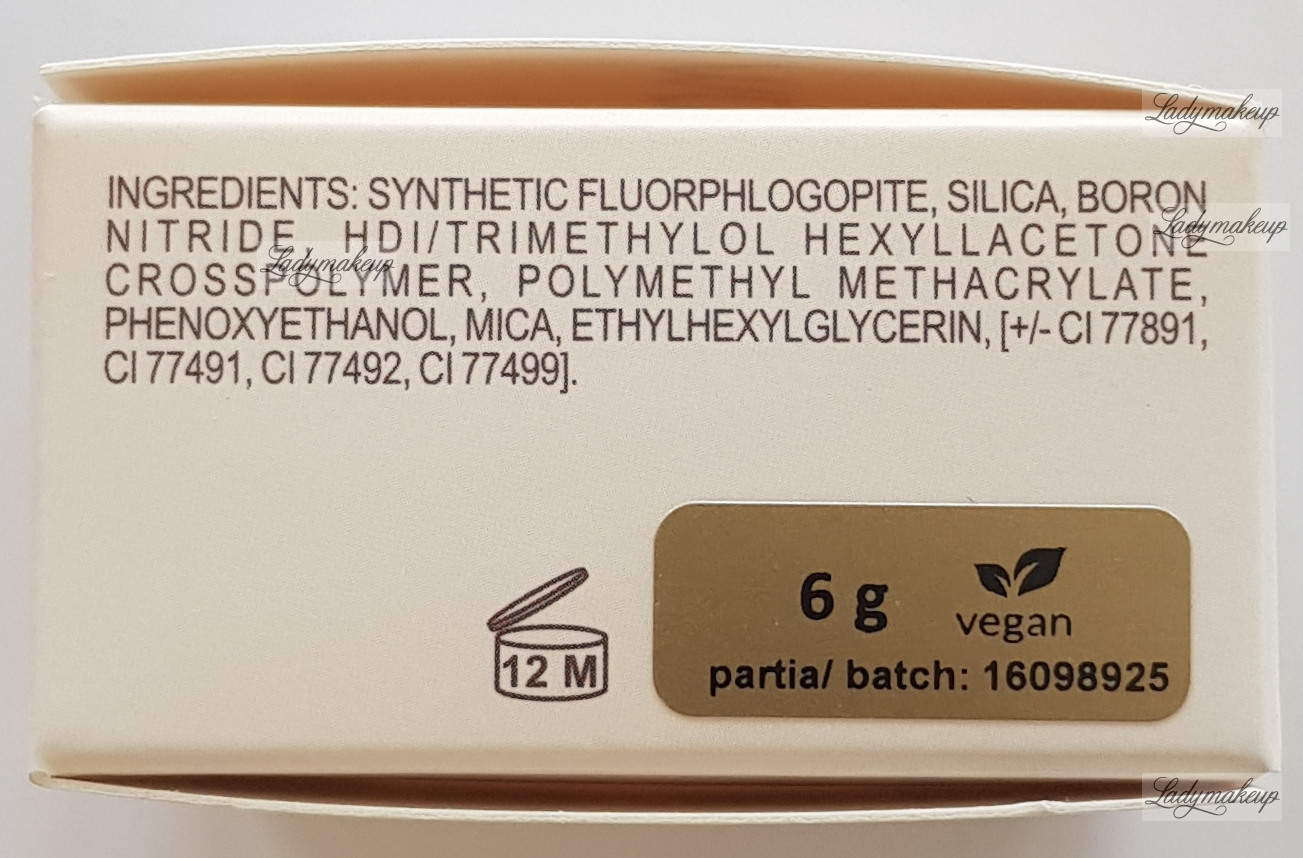 Ladymakeup
INGREDIENTS: SYNTHETIC FLUORPHLOGOPITE, SILICA, BORON
NITRIDE HDI/TRIMETHYLOL HEXYLLACETONE
Ladymakeup
Ladymakeup
CROSSPOLYMER, POLYMETHYL METHACRYLATE,
PHENOXYETHANOL, MICA, ETHYLHEXYLGLYCERIN, [+/- CI 77891,
CI 77491, CI 77492, CI 77499].
12 M
6 g
vegan
partia/ batch: 16098925
Ladymakeup